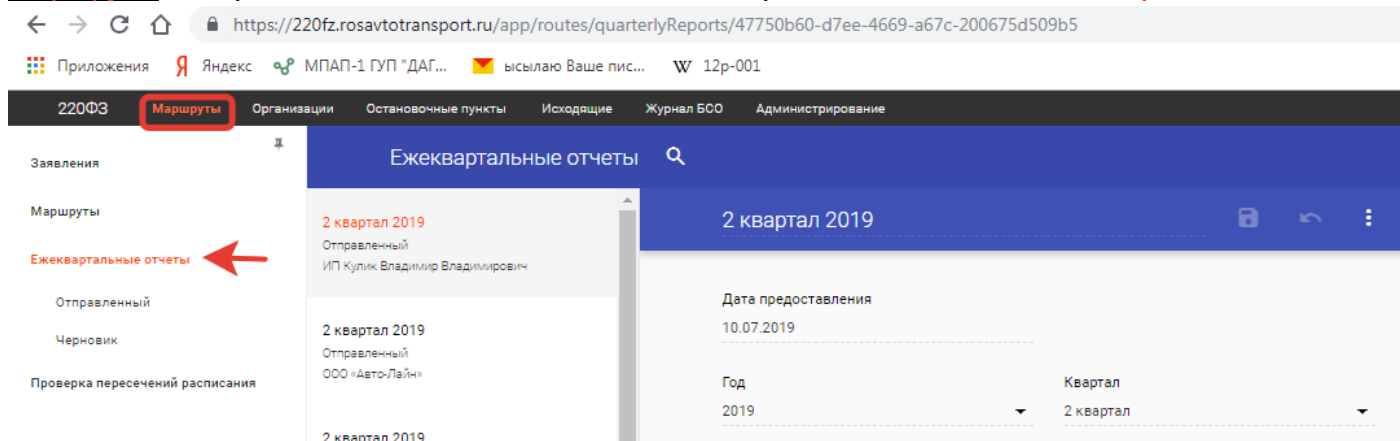 https://220fz.rosavtotransport.ru/app/routes/quarterlyReports/47750b60-d7ee-4669-a67c-200675d509b5
Приложения Яндекс МПАП-1 ГУП "ДАГ... ысылаю Ваше пис... W 12р-001
220ФЗ Маршруты Организации Остановочные пункты Исходящие Журнал БСО Администрирование
Заявления
Маршруты
Ежеквартальные отчеты
Отправленный
Черновик
Проверка пересечений расписания
Ежеквартальные отчеты
2 квартал 2019
Отправленный
ИП Кулик Владимир Владимирович
2 квартал 2019
Отправленный
ООО «Авто-Лайн»
2 квартал 2019
2 квартал 2019
Дата предоставления
10.07.2019
Год
2019
Квартал
2 квартал